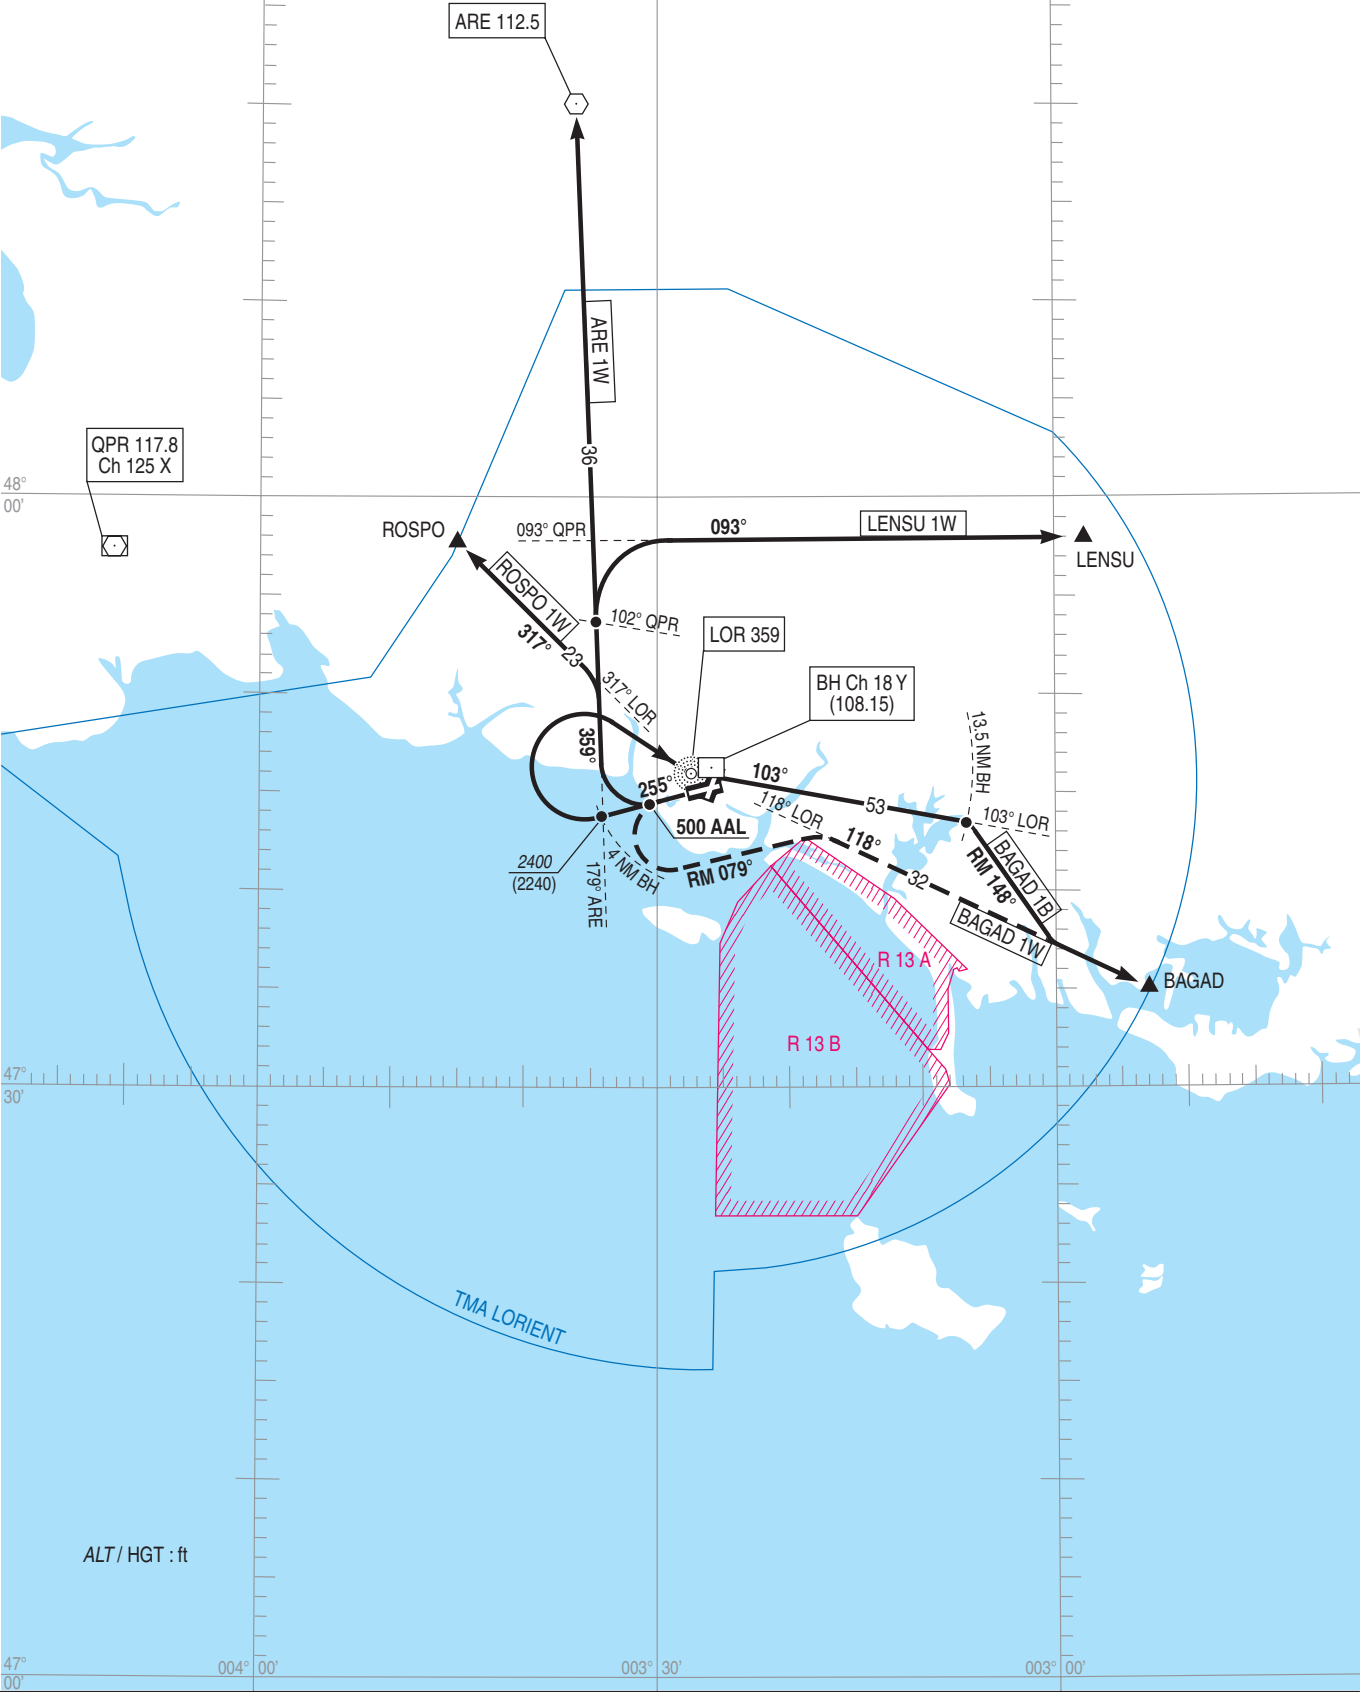 ARE 112.5
ARE 1W
36
QPR 117.8
Ch 125 X
48°
00'
ROSPO
093° QPR
093°
LENSU 1W
LENSU
ROSPO 1W
317°
23
102° QPR
LOR 359
317° LOR
BH Ch 18 Y
(108.15)
359°
13.5 NM BH
255°
103°
53
118° LOR
103° LOR
500 AAL
118°
2400
(2240)
4 NM BH
179° ARE
RM 079°
32
RM 148°
BAGAD 1B
BAGAD 1W
R 13 A
BAGAD
R 13 B
47°
30'
TMA LORIENT
ALT / HGT : ft
47°
00'
004° 00'
003° 30'
003° 00'